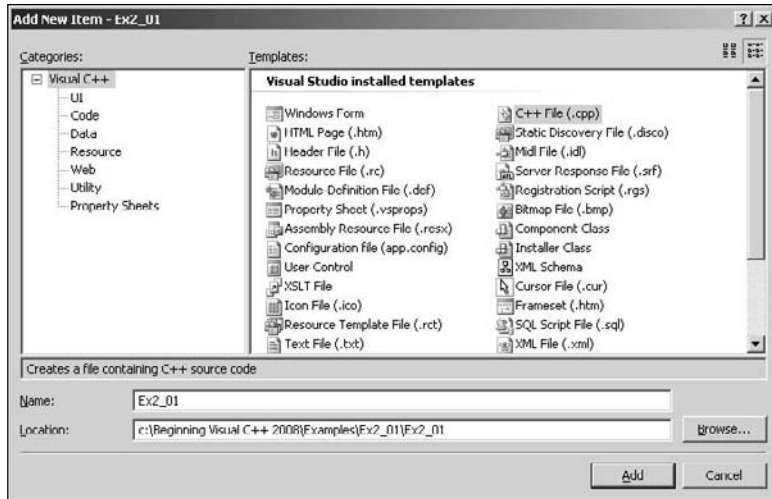 Add New Item - Ex2_01
Categories:
Templates:
Visual C++
UI
Code
Data
Resource
Web
Utility
Property Sheets
Visual Studio installed templates
Windows Form
C++ File (.cpp)
HTML Page (.htm)
Static Discovery File (.disco)
Header File (.h)
Midl File (.idl)
Resource File (.rc)
Server Response File (.srf)
Module-Definition File (.def)
Registration Script (.rgs)
Property Sheet (.vsprops)
Bitmap File (.bmp)
Assembly Resource File (.resx)
Component Class
Configuration file (app.config)
Installer Class
User Control
XML Schema
XSLT File
Cursor File (.cur)
Icon File (.ico)
Frameset (.htm)
Resource Template File (.rct)
SQL Script File (.sql)
Text File (.txt)
XML File (.xml)
Creates a file containing C++ source code
Name:
Ex2_01
Location:
c:\Beginning Visual C++ 2008\Examples\Ex2_01\Ex2_01
Browse...
Add
Cancel